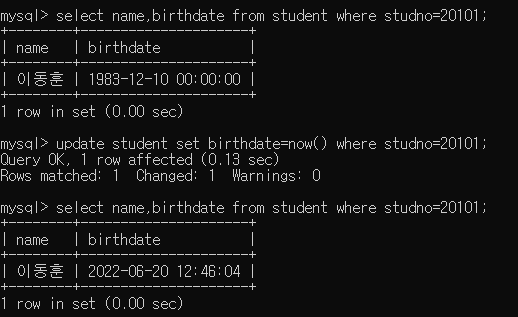 mysql> select name,birthdate from student where studno=20101;
+--------+---------------------+
| name   | birthdate           |
+--------+---------------------+
| 이동훈 | 1983-12-10 00:00:00 |
+--------+---------------------+
1 row in set (0.00 sec)
mysql> update student set birthdate=now() where studno=20101;
Query OK, 1 row affected (0.13 sec)
Rows matched: 1  Changed: 1  Warnings: 0
mysql> select name,birthdate from student where studno=20101;
+--------+---------------------+
| name   | birthdate           |
+--------+---------------------+
| 이동훈 | 2022-06-20 12:46:04 |
+--------+---------------------+
1 row in set (0.00 sec)